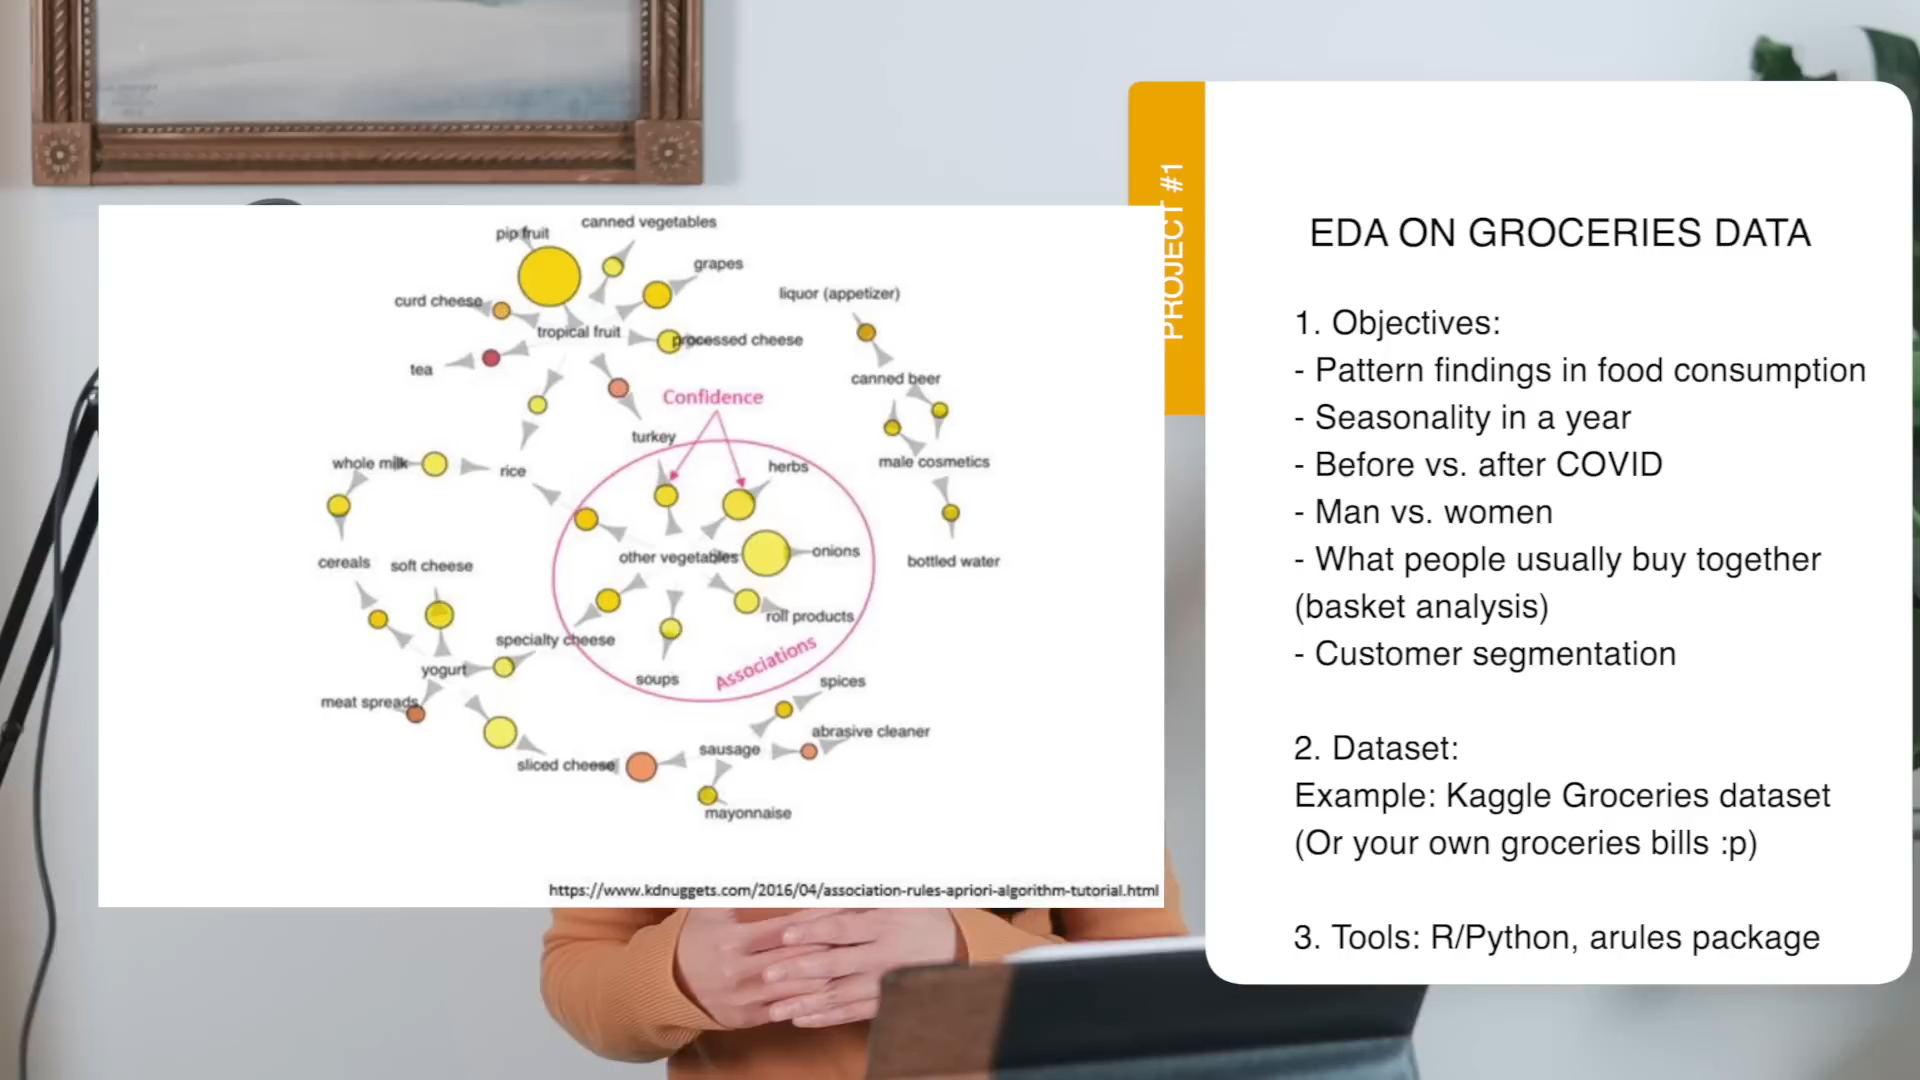 canned vegetables
pip fruit
grapes
curd cheese
liquor (appetizer)
tropical fruit
processed cheese
tea
canned beer
Confidence
turkey
whole milk
rice
herbs
male cosmetics
other vegetables
onions
bottled water
cereals
soft cheese
roll products
specialty cheese
Associations
yogurt
soups
spices
meat spreads
abrasive cleaner
sausage
sliced cheese
mayonnaise
https://www.kdnuggets.com/2016/04/association-rules-apriori-algorithm-tutorial.html
PROJECT #1
EDA ON GROCERIES DATA
1. Objectives:
- Pattern findings in food consumption
- Seasonality in a year
- Before vs. after COVID
- Man vs. women
- What people usually buy together
(basket analysis)
- Customer segmentation
2. Dataset:
Example: Kaggle Groceries dataset
(Or your own groceries bills :p)
3. Tools: R/Python, arules package